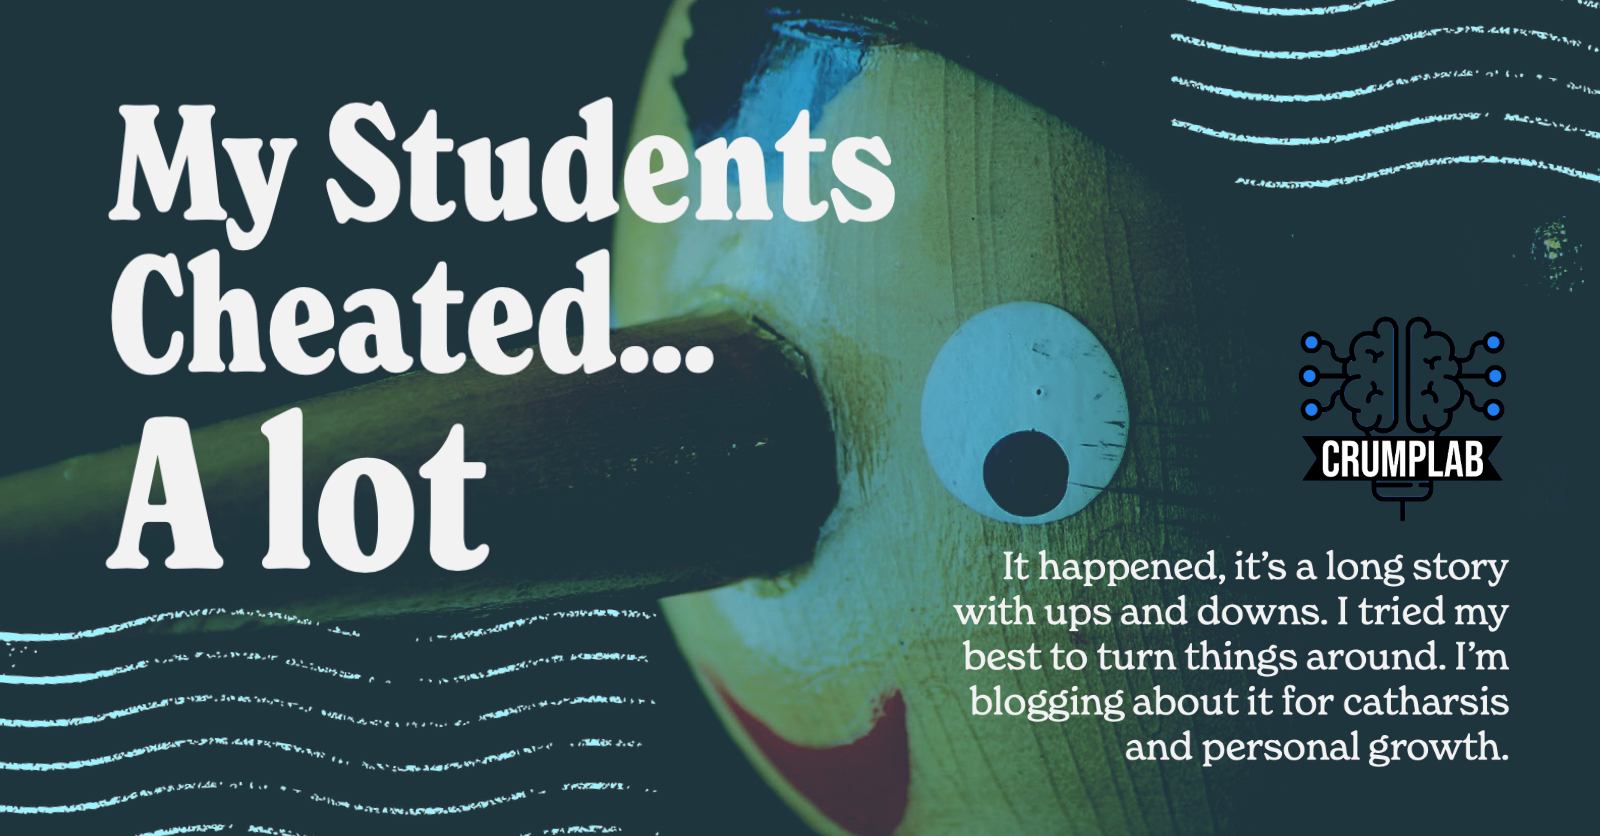 My Students
Cheated...
A lot
CRUMPLAB
It happened, it's a long story
with ups and downs. I tried my
best to turn things around. I'm
blogging about it for catharsis
and personal growth.